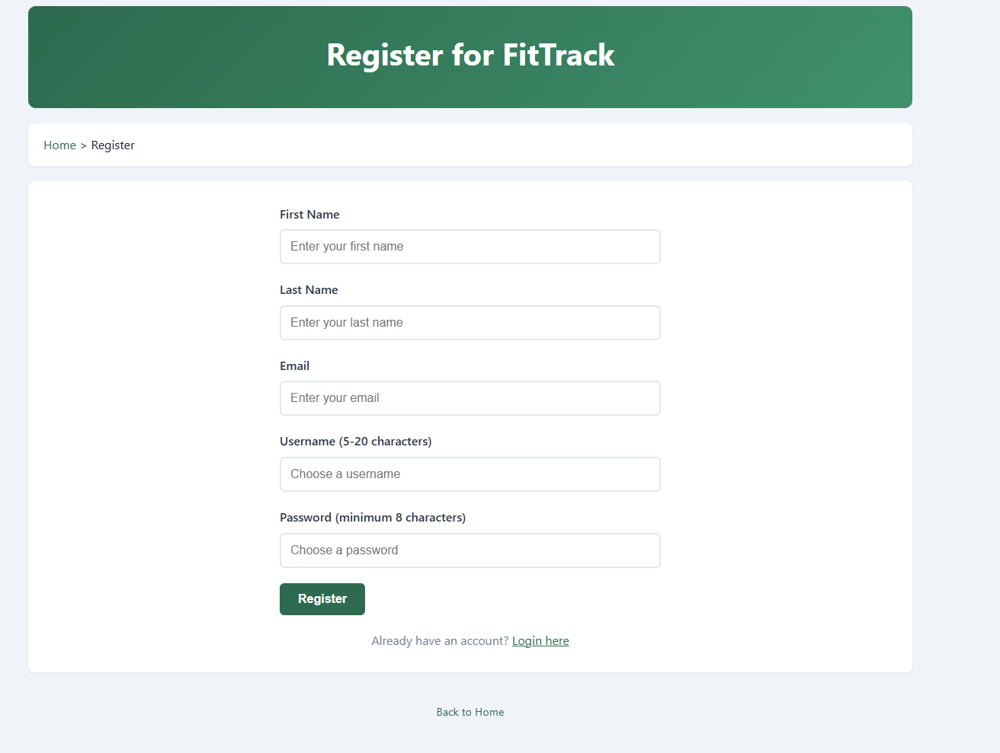 Register for FitTrack
Home > Register
First Name
Enter your first name
Last Name
Enter your last name
Email
Enter your email
Username (5-20 characters)
Choose a username
Password (minimum 8 characters)
Choose a password
Register
Already have an account? Login here
Back to Home